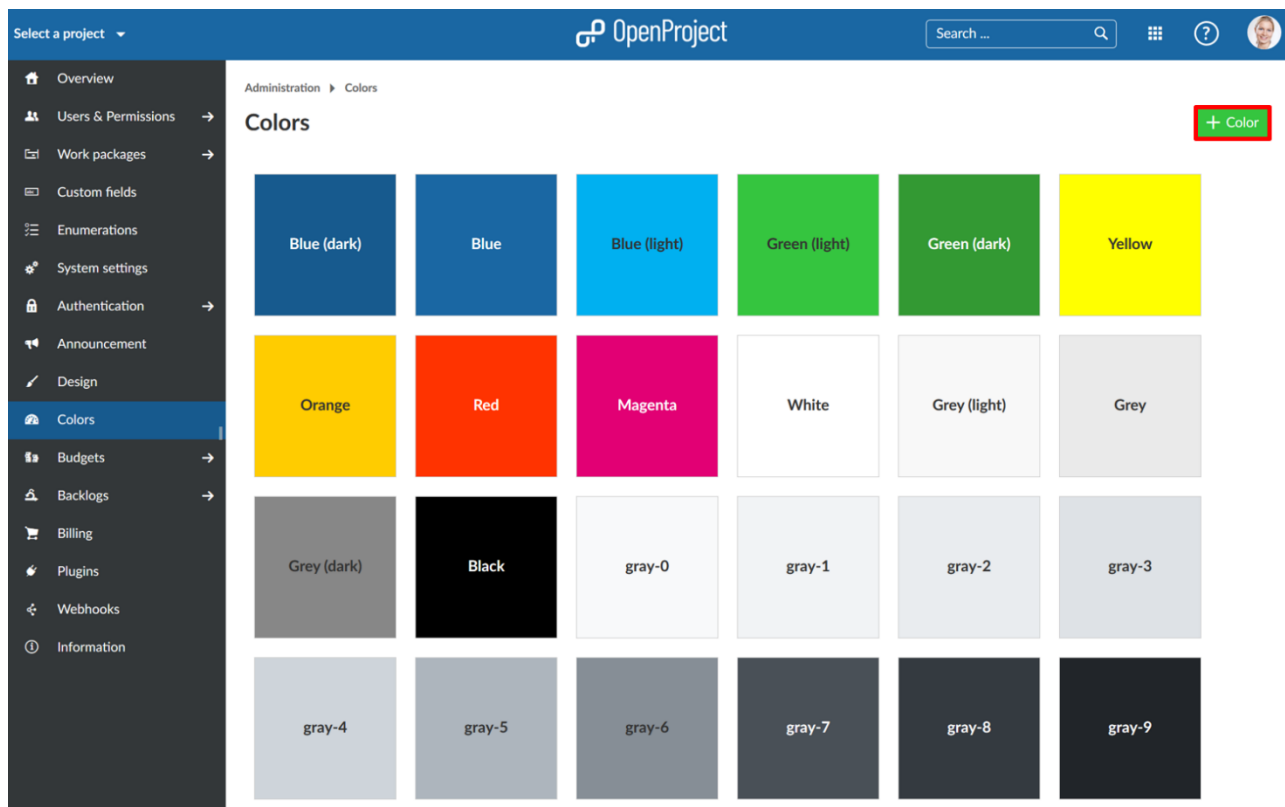 Select a project
OpenProject
Search ...
Overview
Users & Permissions
Work packages
Custom fields
Enumerations
System settings
Authentication
Announcement
Design
Colors
Budgets
Backlogs
Billing
Plugins
Webhooks
Information
Administration Colors
Colors
+ Color
Blue (dark) Blue Blue (light) Green (light) Green (dark) Yellow
Orange Red Magenta White Grey (light) Grey
Grey (dark) Black gray-0 gray-1 gray-2 gray-3
gray-4 gray-5 gray-6 gray-7 gray-8 gray-9